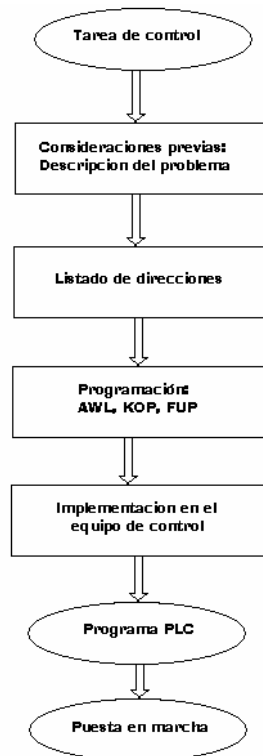 Tarea de control
Consideraciones previas:
Descripcion del problema
Listado de direcciones
Programación:
AWL, KOP, FUP
Implementacion en el
equipo de control
Programa PLC
Puesta en marcha